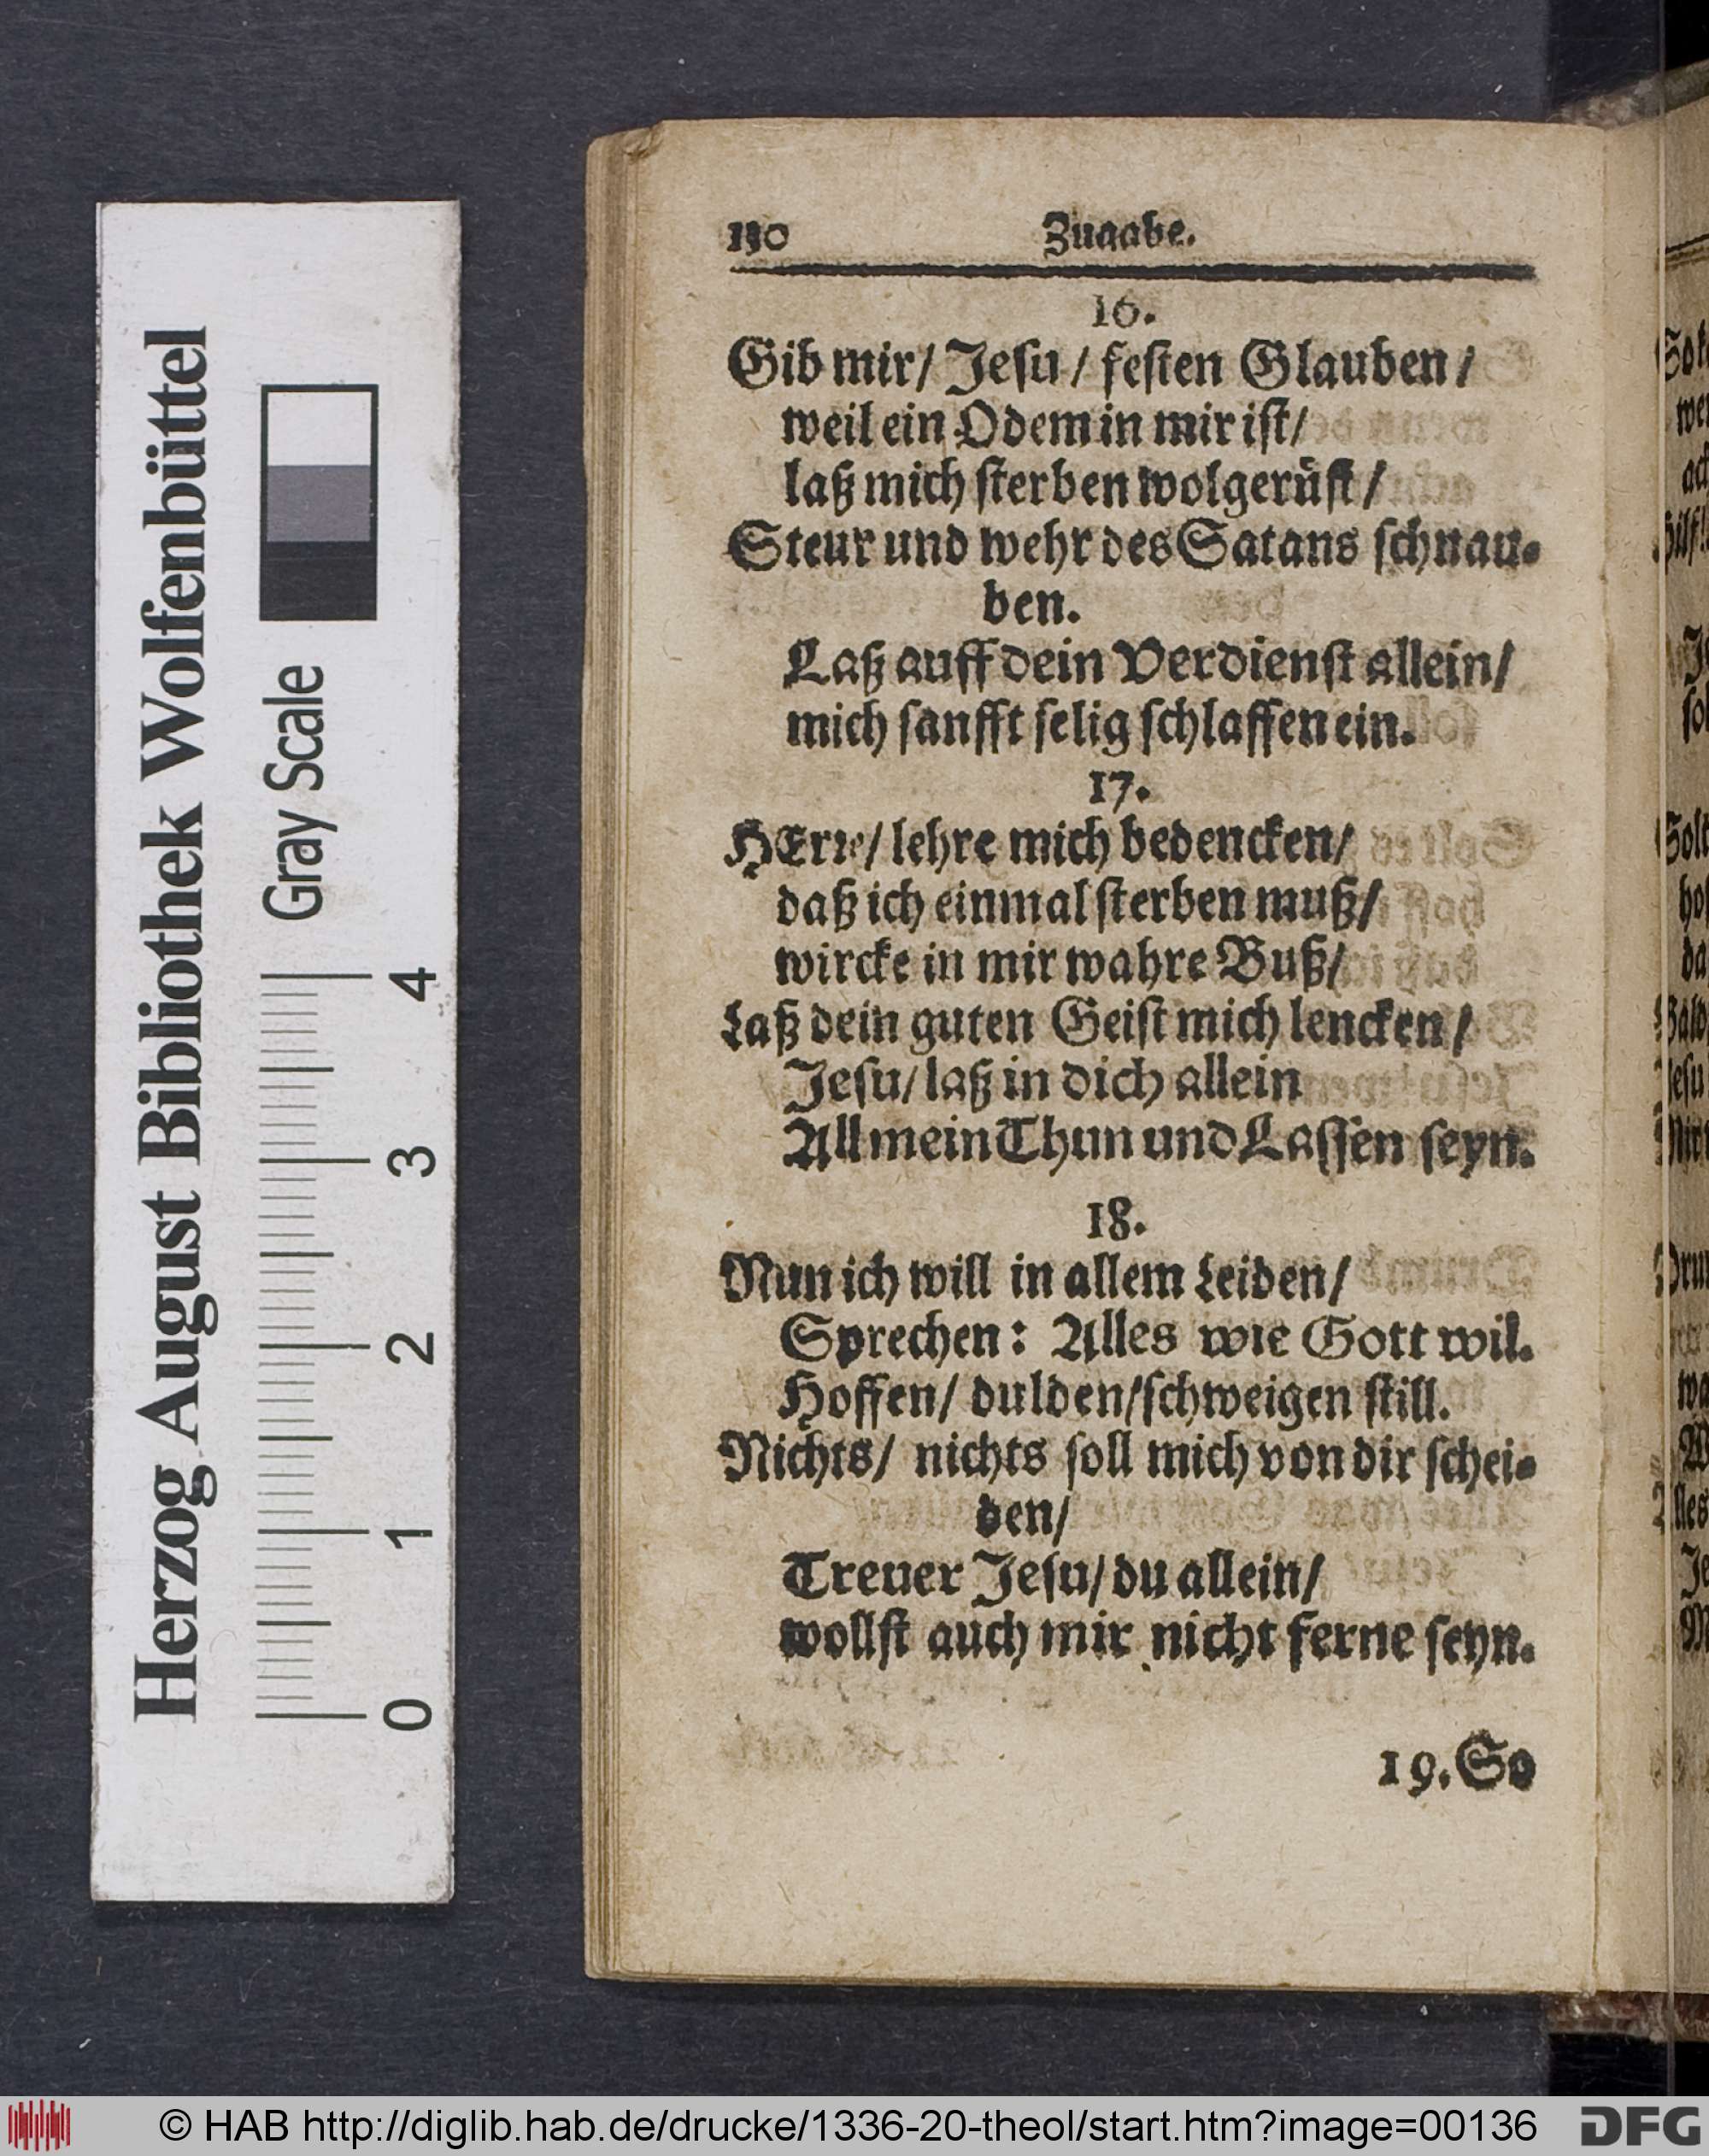 Herzog August Bibliothek Wolfenbüttel
Gray Scale
0 1 2 3 4
110 Zugabe.
16.
Gib mir/ Jeſu / feſten Glauben /
weil ein Odem in mir iſt/
laß mich ſterben wolgerüſt /
Steur und wehr des Satans ſchnau-
ben.
Laß auff dein Verdienſt allein/
mich ſanfft ſelig ſchlaffen ein.
17.
HErre/ lehre mich bedencken/
daß ich einmal ſterben muß/
wircke in mir wahre Buß/
Laß dein guten Geiſt mich lencken /
Jeſu/ laß in dich allein
All mein Thun und Laſſen ſeyn.
18.
Nun ich will in allem Leiden/
Sprechen: Alles wie Gott wil.
Hoffen/ dulden/ſchweigen ſtill.
Nichts/ nichts ſoll mich von dir ſchei-
den/
Treuer Jeſu/ du allein/
wollſt auch mir nicht ferne ſeyn.
19. So
© HAB http://diglib.hab.de/drucke/1336-20-theol/start.htm?image=00136
DFG